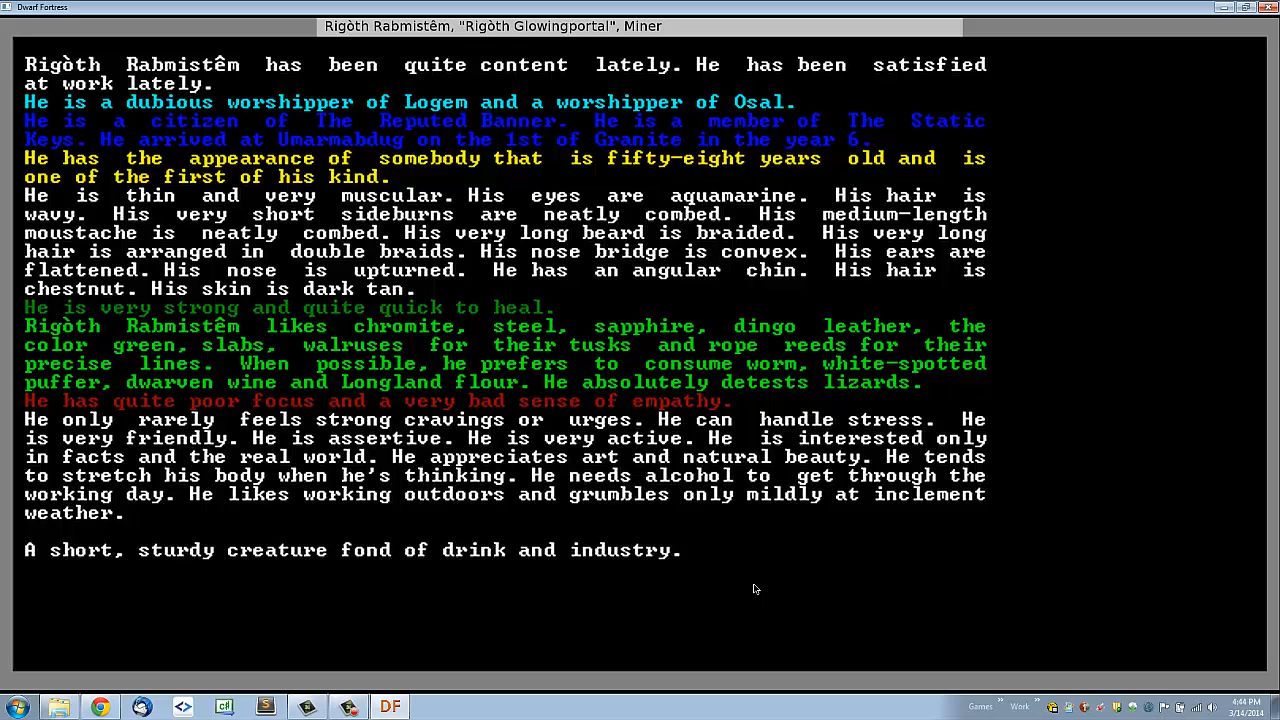 Dwarf Fortress
Rigòth Rabmistêm, "Rigòth Glowingportal", Miner
Rigòth Rabmistêm has been quite content lately. He has been satisfied
at work lately.
He is a dubious worshipper of Logem and a worshipper of Osal.
He is a citizen of The Reputed Banner. He is a member of The Static
Keys. He arrived at Umarmabdug on the 1st of Granite in the year 6.
He has the appearance of somebody that is fifty-eight years old and is
one of the first of his kind.
He is thin and very muscular. His eyes are aquamarine. His hair is
wavy. His very short sideburns are neatly combed. His medium-length
moustache is neatly combed. His very long beard is braided. His very long
hair is arranged in double braids. His nose bridge is convex. His ears are
flattened. His nose is upturned. He has an angular chin. His hair is
chestnut. His skin is dark tan.
He is very strong and quite quick to heal.
Rigòth Rabmistêm likes chromite, steel, sapphire, dingo leather, the
color green, slabs, walruses for their tusks and rope reeds for their
precise lines. When possible, he prefers to consume worm, white-spotted
puffer, dwarven wine and Longland flour. He absolutely detests lizards.
He has quite poor focus and a very bad sense of empathy.
He only rarely feels strong cravings or urges. He can handle stress. He
is very friendly. He is assertive. He is very active. He is interested only
in facts and the real world. He appreciates art and natural beauty. He tends
to stretch his body when he's thinking. He needs alcohol to get through the
working day. He likes working outdoors and grumbles only mildly at inclement
weather.
A short, sturdy creature fond of drink and industry.
C#
S
DF
Games
Work
4:44 PM
3/14/2014